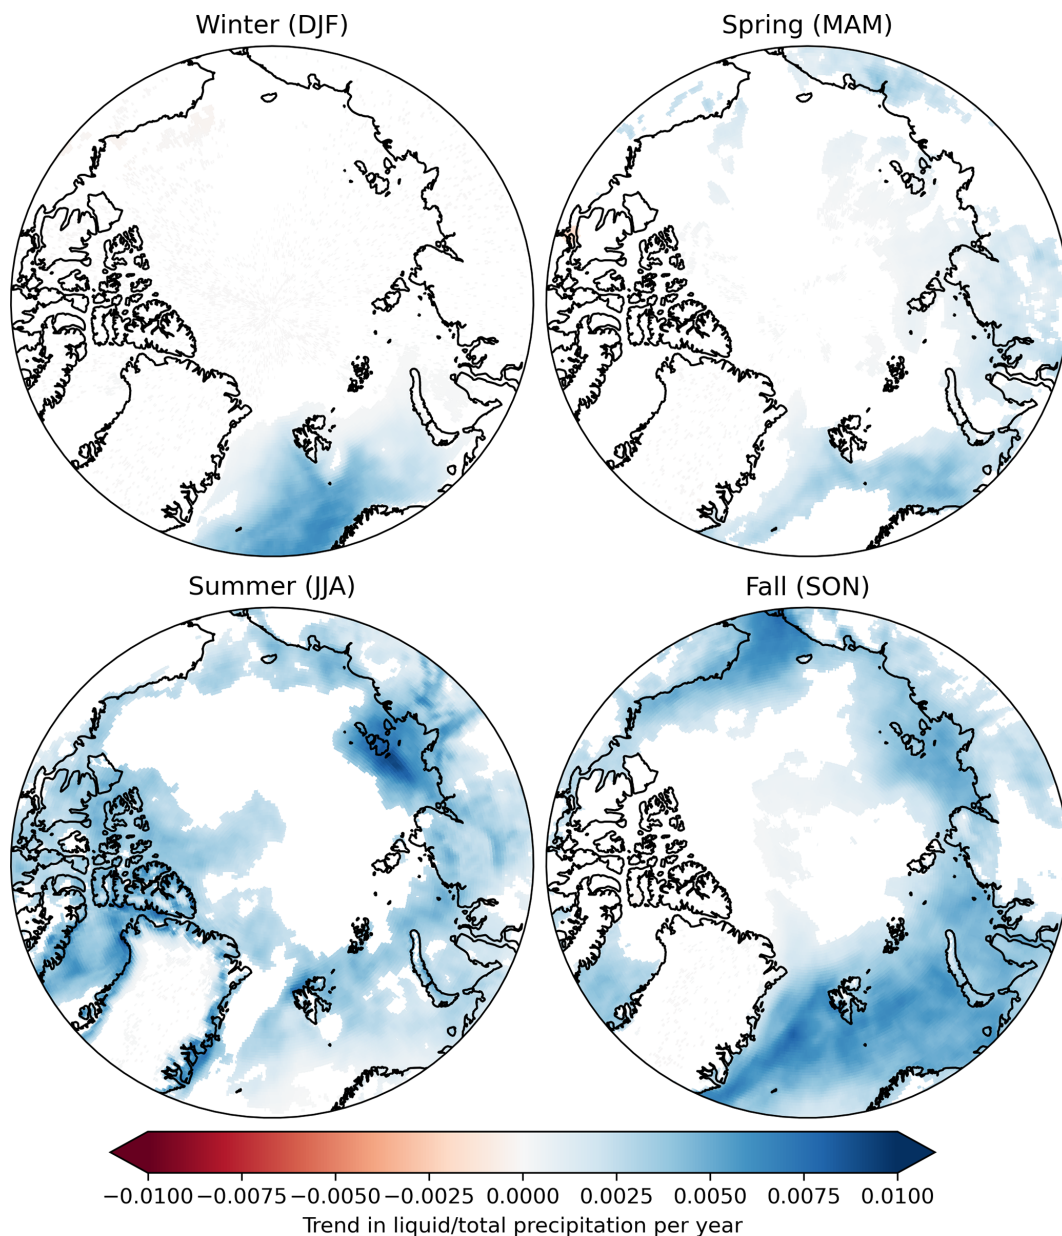 Winter (DJF)
Spring (MAM)
Summer (JJA)
Fall (SON)
−0.0100 −0.0075 −0.0050 −0.0025 0.0000 0.0025 0.0050 0.0075 0.0100
Trend in liquid/total precipitation per year